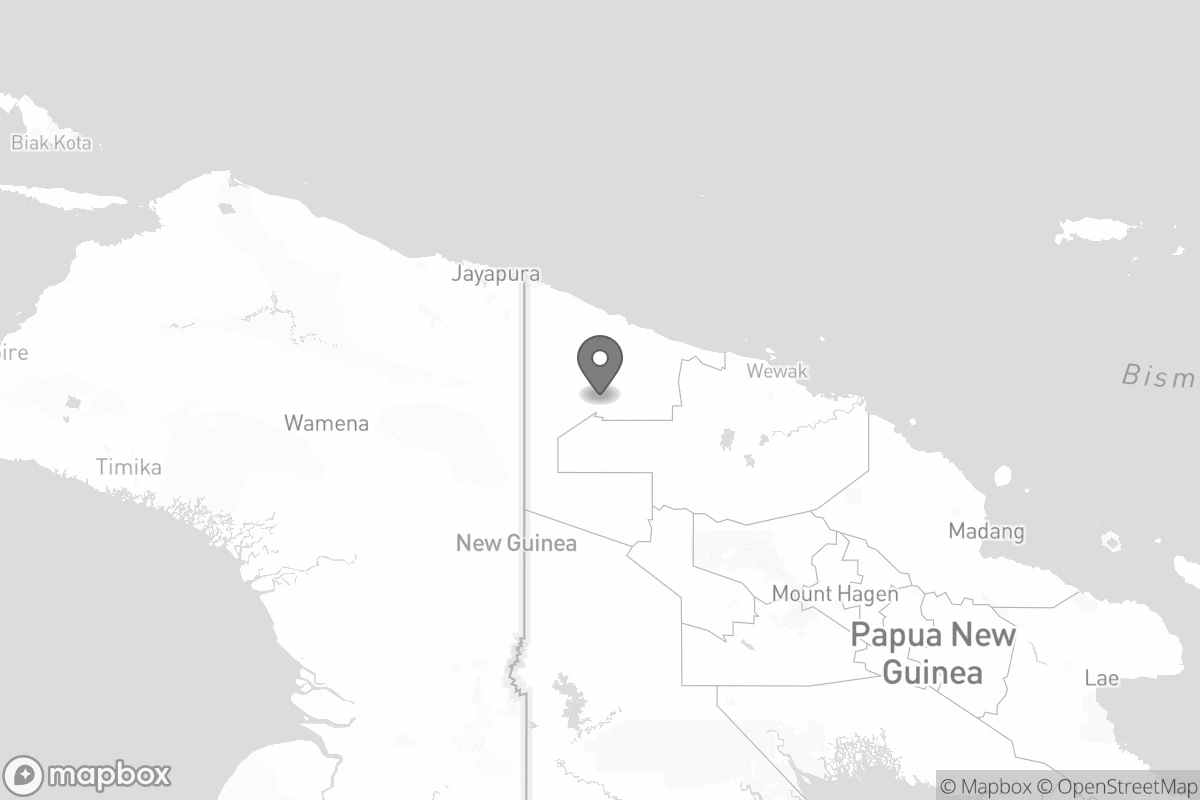 Biak Kota
Jayapura
ire
Wewak
Bism
Wamena
Timika
Madang
New Guinea
Mount Hagen
Papua New
Guinea
Lae
mapbox
© Mapbox © OpenStreetMap